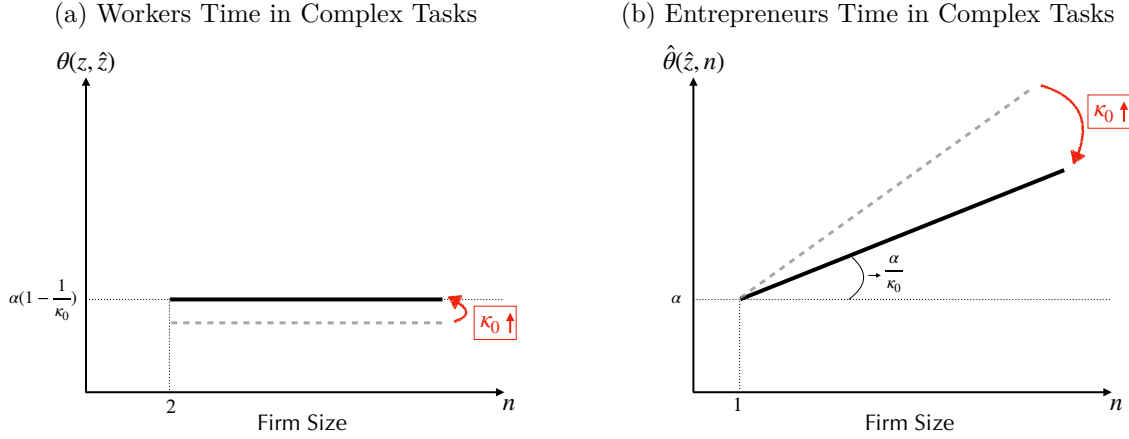 (a) Workers Time in Complex Tasks
θ(z, ẑ)
α(1 − 1/κ₀)
κ₀ ↑
2
n
Firm Size
(b) Entrepreneurs Time in Complex Tasks
θ̂(ẑ, n)
κ₀ ↑
→ α/κ₀
α
1
n
Firm Size